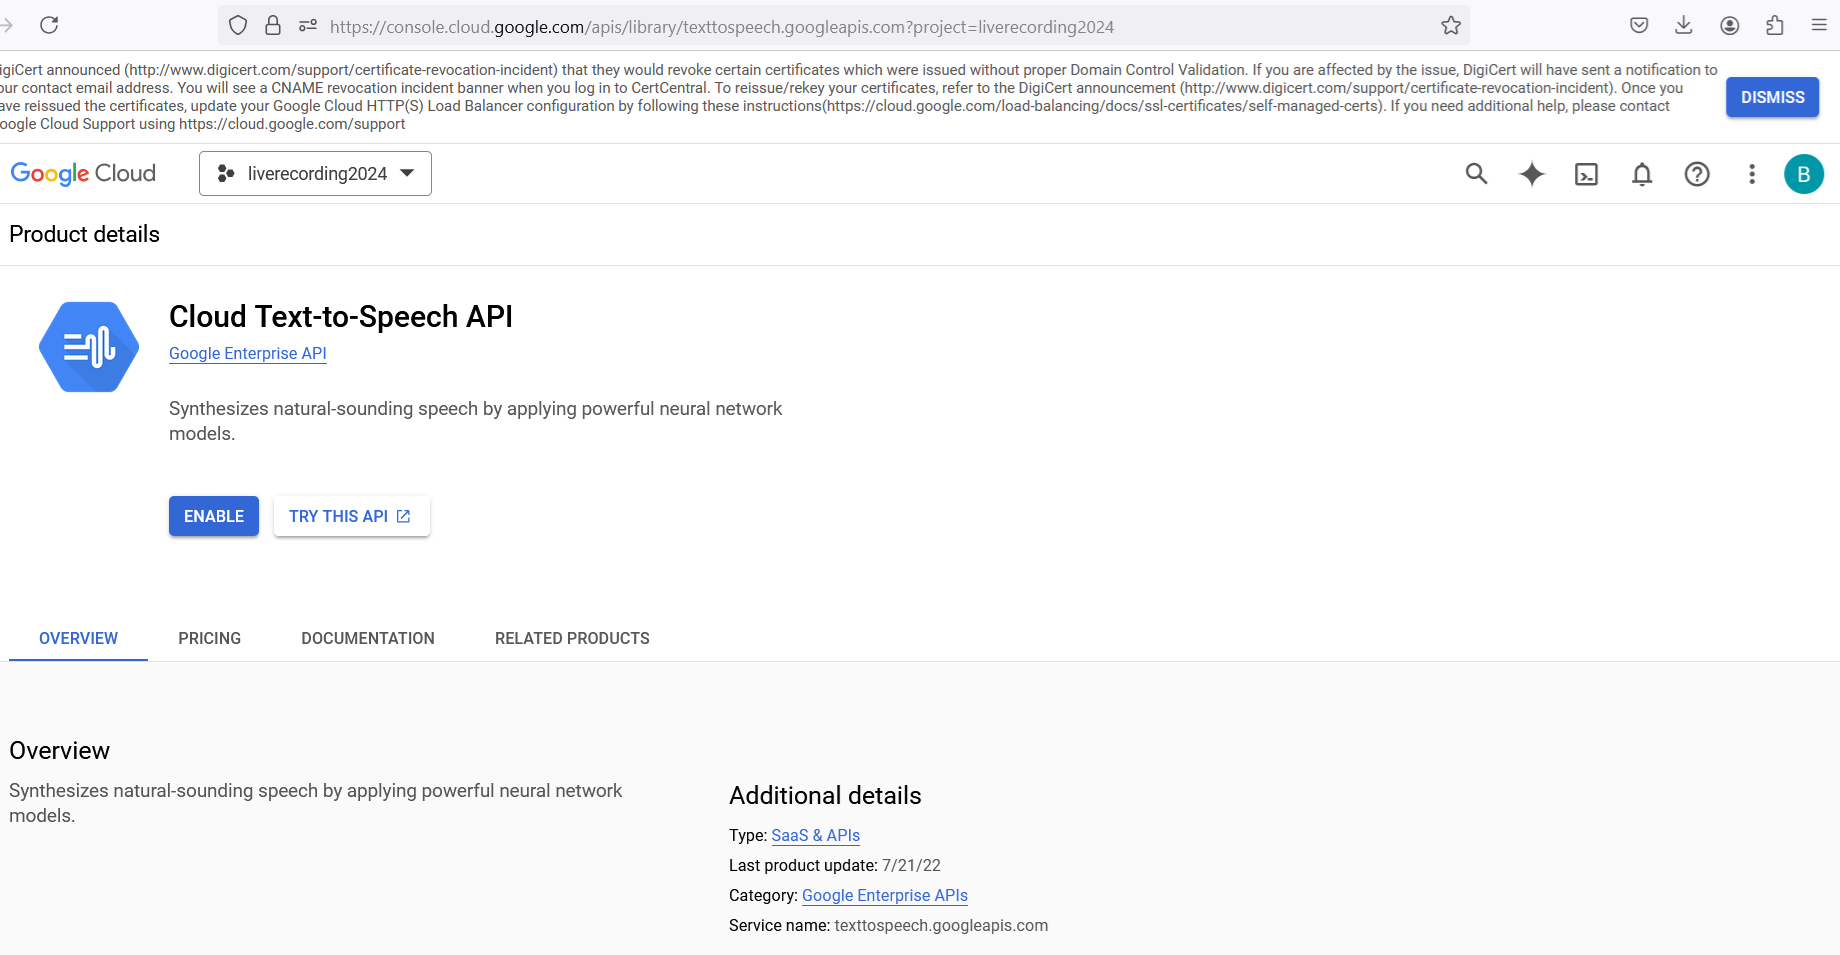 https://console.cloud.google.com/apis/library/texttospeech.googleapis.com?project=liverecording2024
igiCert announced (http://www.digicert.com/support/certificate-revocation-incident) that they would revoke certain certificates which were issued without proper Domain Control Validation. If you are affected by the issue, DigiCert will have sent a notification to
our contact email address. You will see a CNAME revocation incident banner when you log in to CertCentral. To reissue/rekey your certificates, refer to the DigiCert announcement (http://www.digicert.com/support/certificate-revocation-incident). Once you
ave reissued the certificates, update your Google Cloud HTTP(S) Load Balancer configuration by following these instructions(https://cloud.google.com/load-balancing/docs/ssl-certificates/self-managed-certs). If you need additional help, please contact
oogle Cloud Support using https://cloud.google.com/support
DISMISS
Google Cloud
liverecording2024
B
Product details
Cloud Text-to-Speech API
Google Enterprise API
Synthesizes natural-sounding speech by applying powerful neural network
models.
ENABLE
TRY THIS API
OVERVIEW
PRICING
DOCUMENTATION
RELATED PRODUCTS
Overview
Synthesizes natural-sounding speech by applying powerful neural network
models.
Additional details
Type: SaaS & APIs
Last product update: 7/21/22
Category: Google Enterprise APIs
Service name: texttospeech.googleapis.com